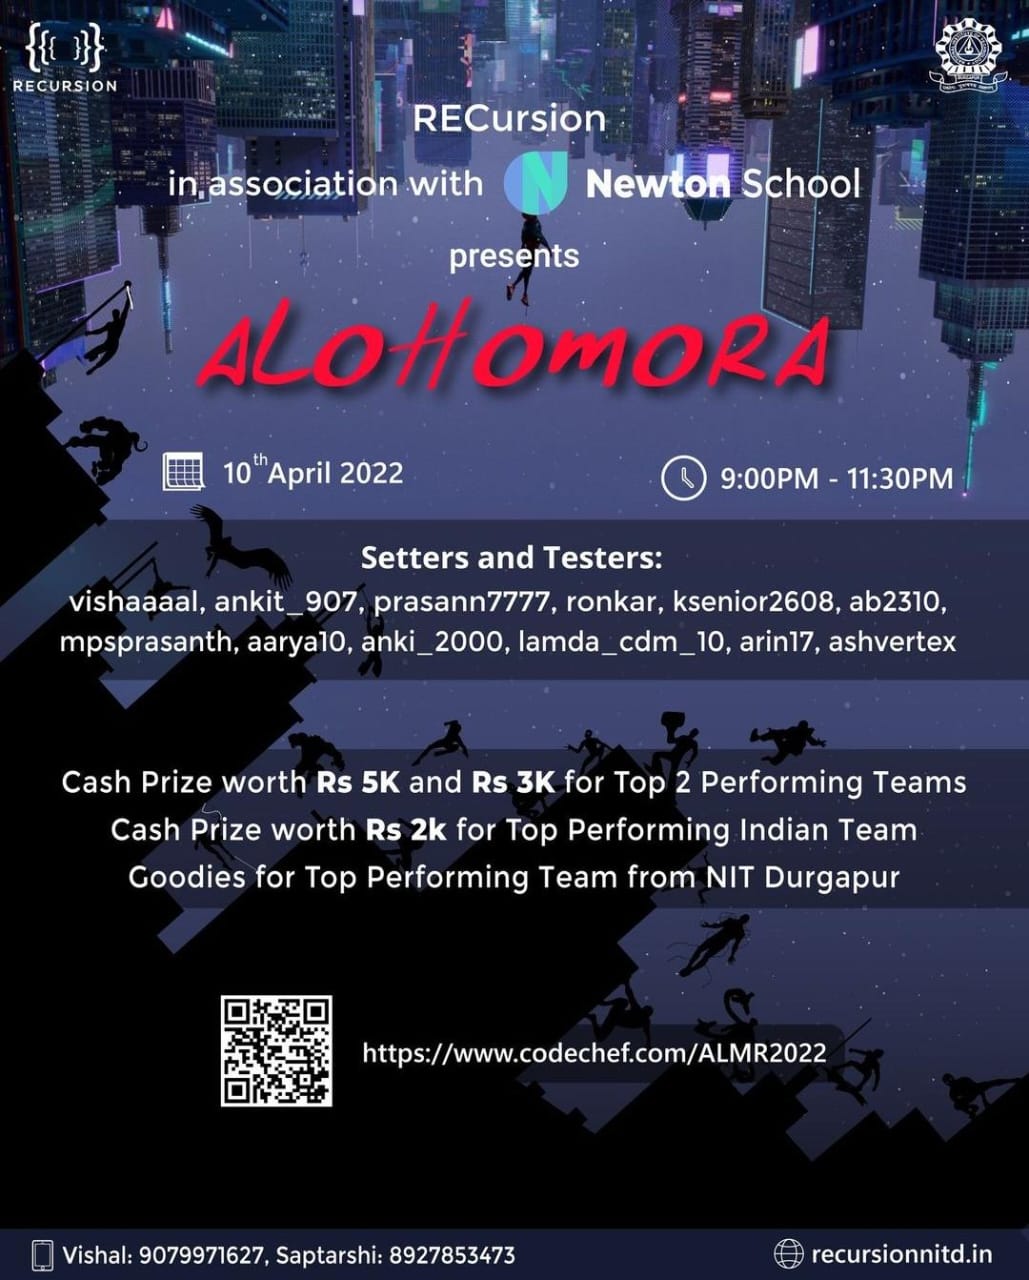 RECURSION
RECursion
in association with N Newton School
presents
ALOHOMORA
10th April 2022
9:00PM - 11:30PM
Setters and Testers:
vishaaaal, ankit_907, prasann7777, ronkar, ksenior2608, ab2310,
mpsprasanth, aarya10, anki_2000, lamda_cdm_10, arin17, ashvertex
Cash Prize worth Rs 5K and Rs 3K for Top 2 Performing Teams
Cash Prize worth Rs 2k for Top Performing Indian Team
Goodies for Top Performing Team from NIT Durgapur
https://www.codechef.com/ALMR2022
Vishal: 9079971627, Saptarshi: 8927853473
recursionnitd.in